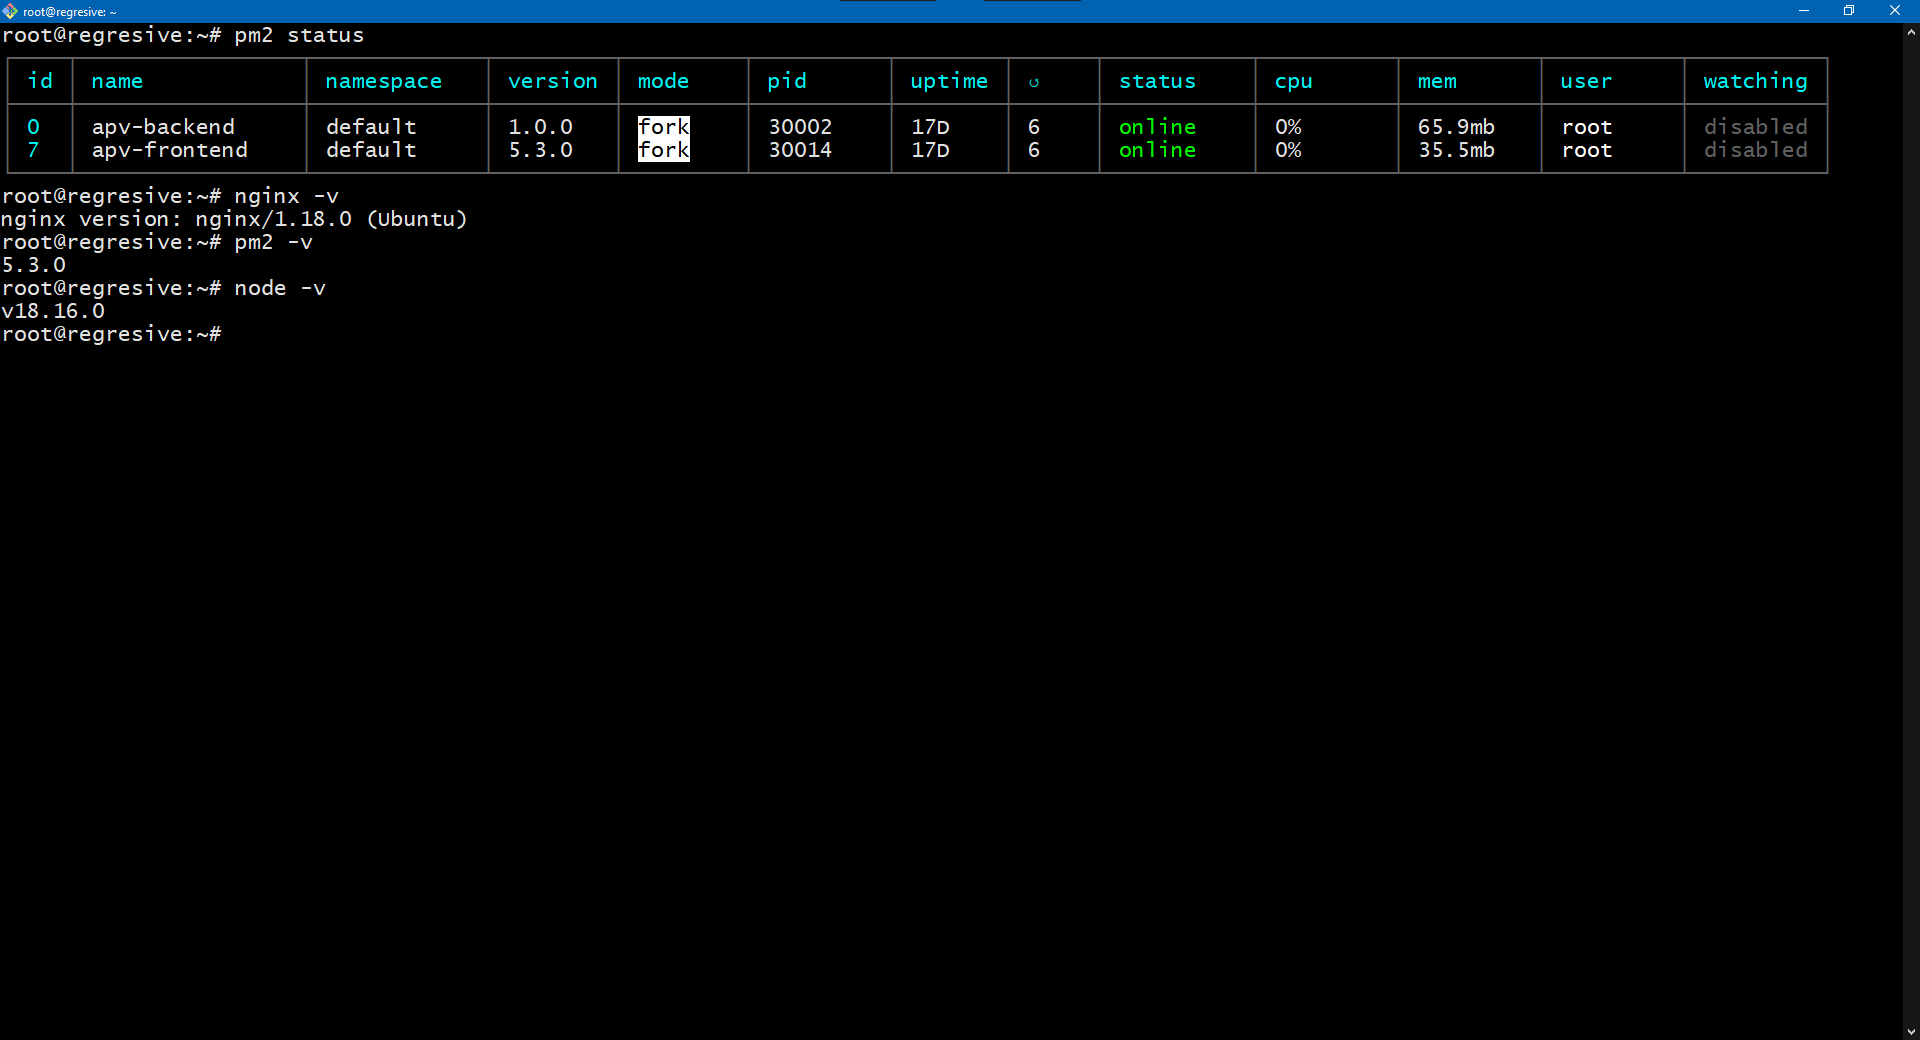 root@regresive: ~
root@regresive:~# pm2 status
id name namespace version mode pid uptime ↺ status cpu mem user watching
0 apv-backend default 1.0.0 fork 30002 17D 6 online 0% 65.9mb root disabled
7 apv-frontend default 5.3.0 fork 30014 17D 6 online 0% 35.5mb root disabled
root@regresive:~# nginx -v
nginx version: nginx/1.18.0 (Ubuntu)
root@regresive:~# pm2 -v
5.3.0
root@regresive:~# node -v
v18.16.0
root@regresive:~#